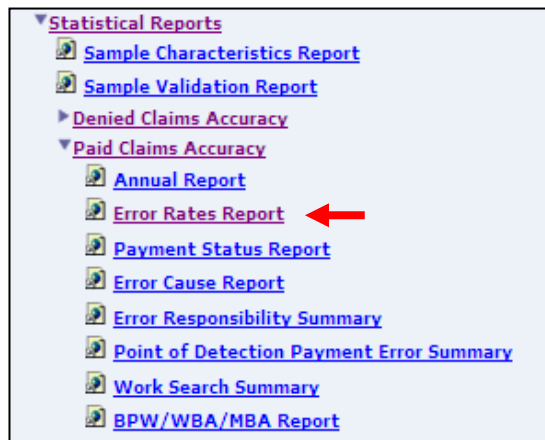 Statistical Reports
Sample Characteristics Report
Sample Validation Report
Denied Claims Accuracy
Paid Claims Accuracy
Annual Report
Error Rates Report
Payment Status Report
Error Cause Report
Error Responsibility Summary
Point of Detection Payment Error Summary
Work Search Summary
BPW/WBA/MBA Report